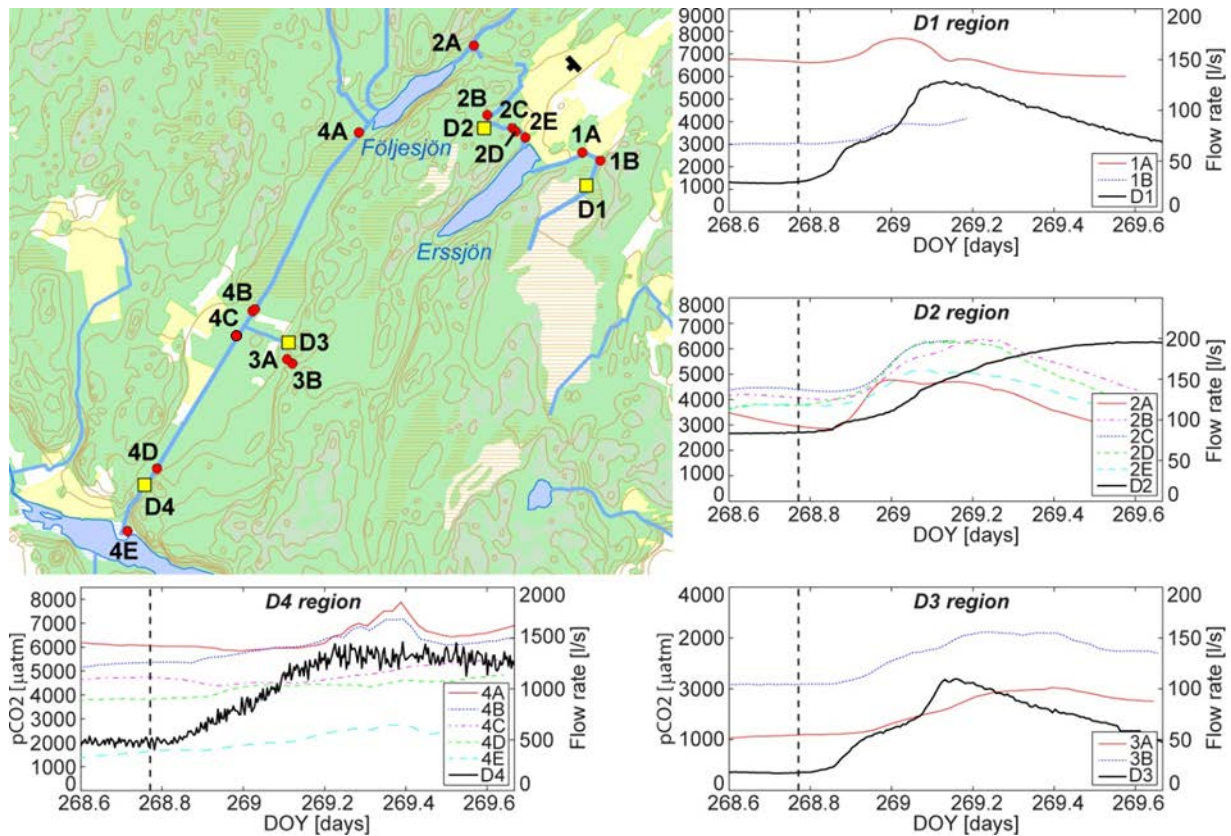 2A
2B
2C
2E
D2
2D
1A
1B
4A
Följesjön
D1
Erssjön
4B
4C
D3
3A
3B
4D
D4
4E
D1 region
9000
8000
7000
6000
5000
4000
3000
2000
1000
0
200
150
100
50
0
Flow rate [l/s]
1A
1B
D1
268.6 268.8 269 269.2 269.4 269.6
DOY [days]
D2 region
8000
7000
6000
5000
4000
3000
2000
1000
0
200
150
100
50
0
Flow rate [l/s]
2A
2B
2C
2D
2E
D2
268.6 268.8 269 269.2 269.4 269.6
DOY [days]
D4 region
pCO2 [µatm]
8000
7000
6000
5000
4000
3000
2000
1000
0
2000
1500
1000
500
0
Flow rate [l/s]
4A
4B
4C
4D
4E
D4
268.6 268.8 269 269.2 269.4 269.6
DOY [days]
D3 region
4000
2000
3000
1000
0
200
150
100
50
0
Flow rate [l/s]
3A
3B
D3
268.6 268.8 269 269.2 269.4 269.6
DOY [days]